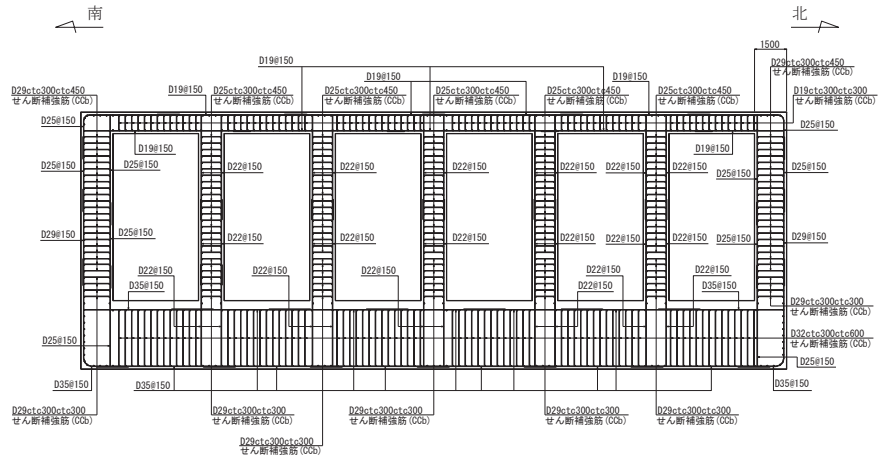 南
北
1500
D19@150
D29ctc300ctc450
せん断補強筋(CCb)
D19@150
D19@150
D19@150
D29ctc300ctc450
せん断補強筋(CCb)
D25ctc300ctc450
せん断補強筋(CCb)
D25ctc300ctc450
せん断補強筋(CCb)
D25ctc300ctc450
せん断補強筋(CCb)
D25ctc300ctc450
せん断補強筋(CCb)
D25ctc300ctc450
せん断補強筋(CCb)
D19ctc300ctc300
せん断補強筋(CCb)
D25@150
D25@150
D19@150
D19@150
D25@150
D25@150
D22@150
D22@150
D22@150
D22@150
D22@150
D22@150
D25@150
D25@150
D29@150
D25@150
D22@150
D22@150
D22@150
D22@150
D22@150
D22@150
D25@150
D29@150
D22@150
D22@150
D22@150
D22@150
D22@150
D35@150
D22@150
D35@150
D29ctc300ctc300
せん断補強筋(CCb)
D32ctc300ctc600
せん断補強筋(CCb)
D25@150
D25@150
D35@150
D35@150
D35@150
D29ctc300ctc300
せん断補強筋(CCb)
D29ctc300ctc300
せん断補強筋(CCb)
D29ctc300ctc300
せん断補強筋(CCb)
D29ctc300ctc300
せん断補強筋(CCb)
D29ctc300ctc300
せん断補強筋(CCb)
D29ctc300ctc300
せん断補強筋(CCb)